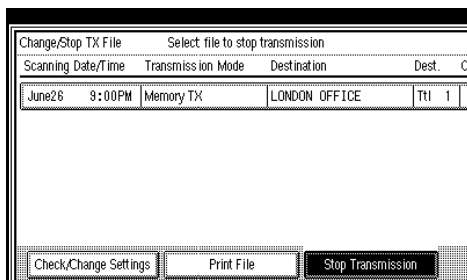 Change/Stop TX File Select file to stop transmission
Scanning Date/Time Transmission Mode Destination Dest.
June26 9:00PM Memory TX LONDON OFFICE Ttl 1
Check/Change Settings Print File Stop Transmission